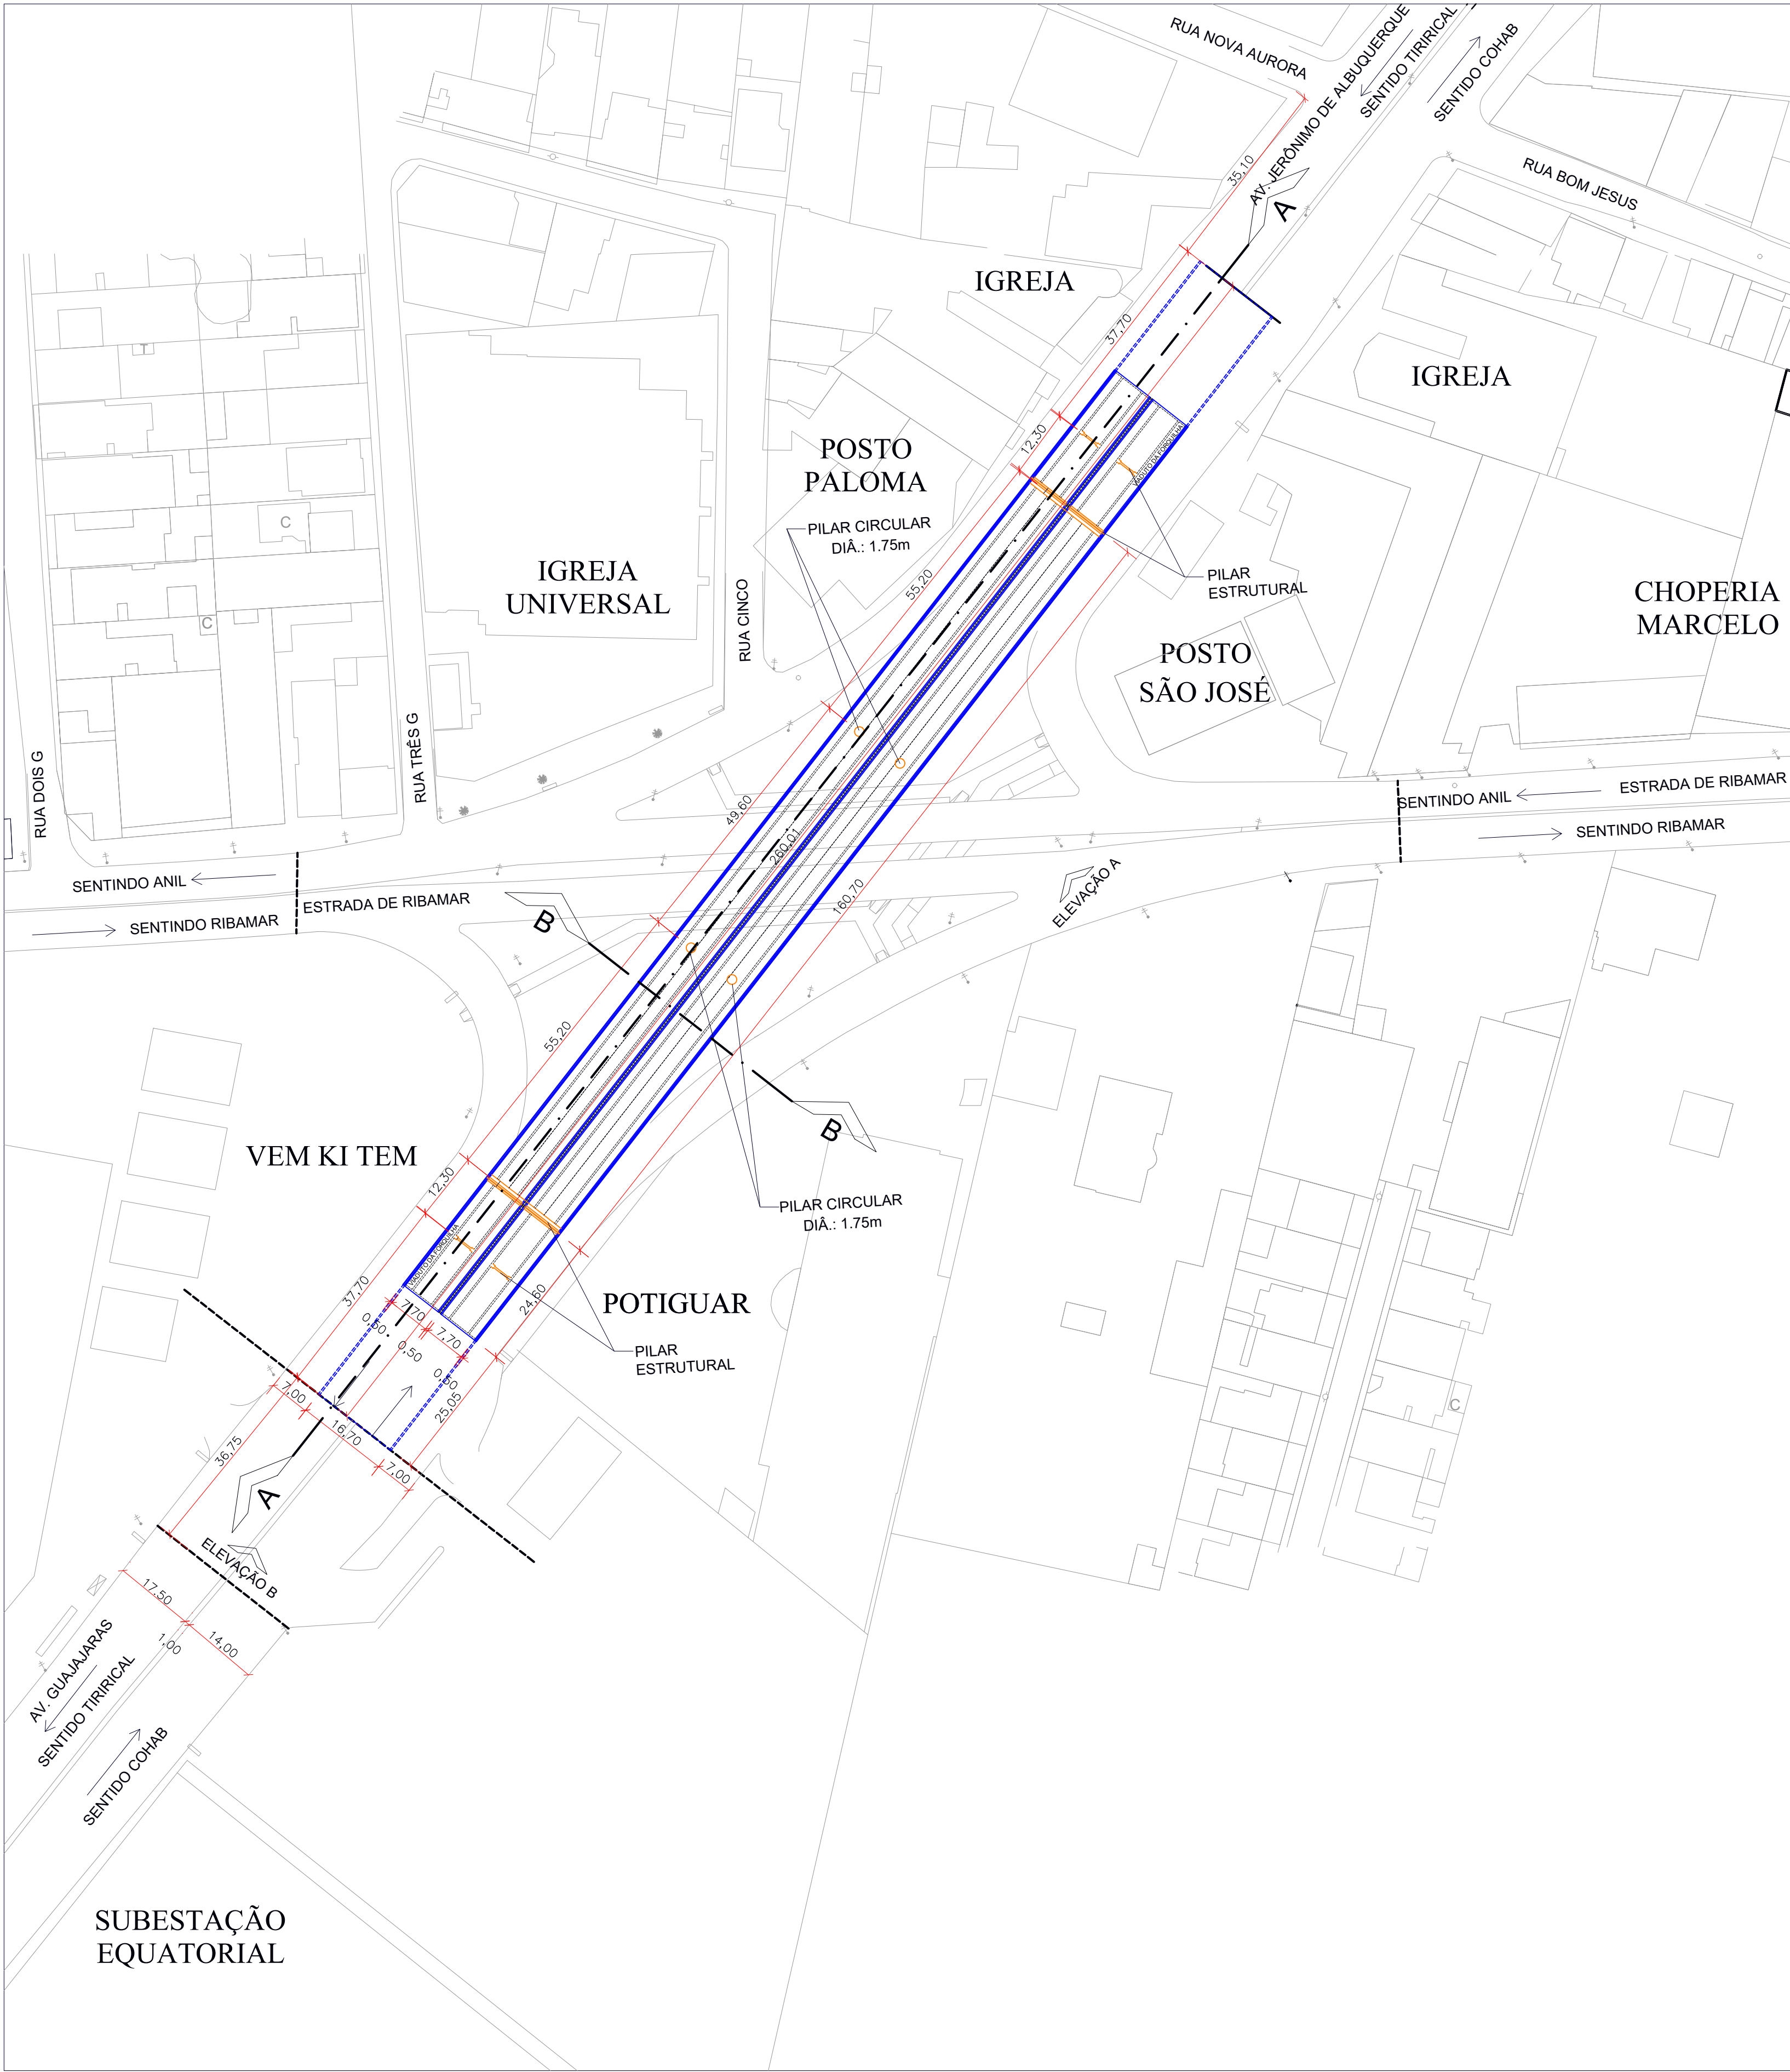 RUA NOVA AURORA
AV. JERÔNIMO DE ALBUQUERQUE
SENTIDO TIRIRICAL
SENTIDO COHAB
35,10
RUA BOM JESUS
A
IGREJA
37,70
IGREJA
T
12,30
VIADUTO DA FORQUILHA
POSTO
PALOMA
C
PILAR CIRCULAR
DIÂ.: 1.75m
IGREJA
UNIVERSAL
55,20
PILAR
ESTRUTURAL
CHOPERIA
MARCELO
C
RUA CINCO
POSTO
SÃO JOSÉ
RUA TRÊS G
RUA DOIS G
49,60
260,01
SENTINDO ANIL
ESTRADA DE RIBAMAR
SENTINDO RIBAMAR
SENTINDO ANIL
ESTRADA DE RIBAMAR
SENTINDO RIBAMAR
160,70
ELEVAÇÃO A
B
55,20
B
VEM KI TEM
12,30
PILAR CIRCULAR
DIÂ.: 1.75m
VIADUTO DA FORQUILHA
37,70
7,70
0,50
7,70
0,50
0,50
24,60
POTIGUAR
PILAR
ESTRUTURAL
7,00
16,70
25,05
7,00
C
36,75
A
ELEVAÇÃO B
17,50
1,00
14,00
AV. GUAJAJARAS
SENTIDO TIRIRICAL
SENTIDO COHAB
SUBESTAÇÃO
EQUATORIAL